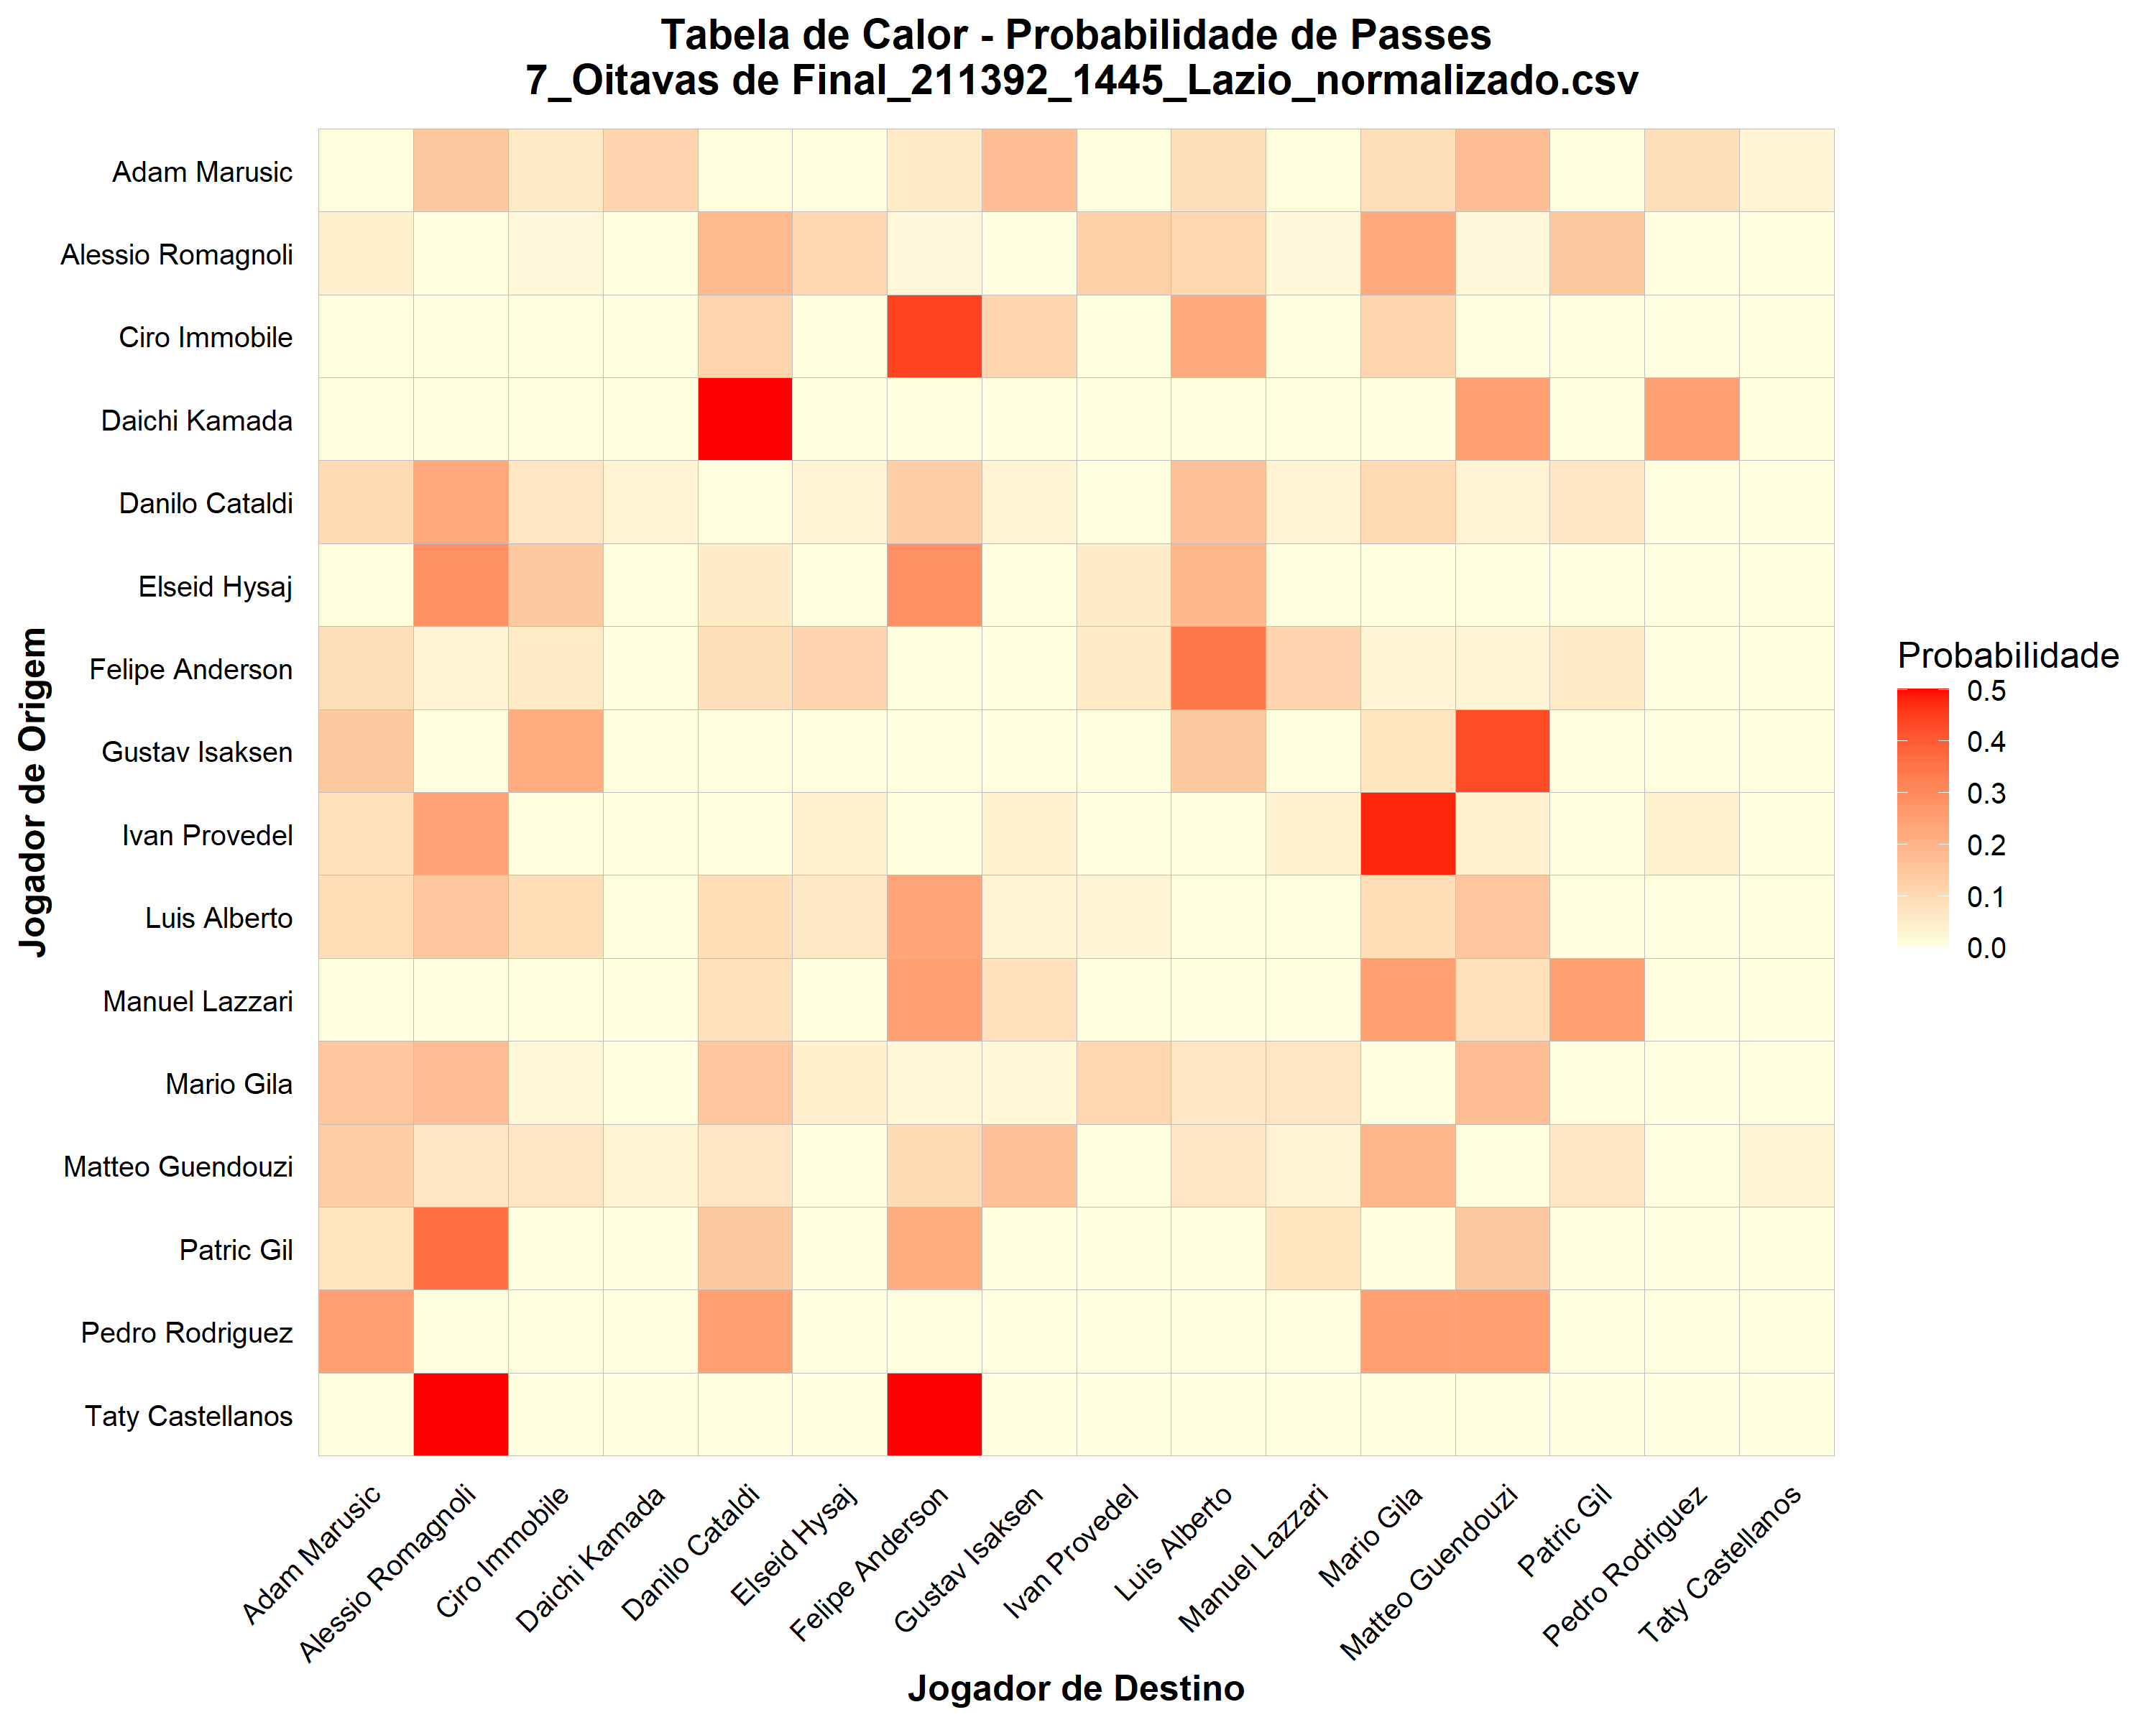 Tabela de Calor - Probabilidade de Passes
7_Oitavas de Final_211392_1445_Lazio_normalizado.csv
Jogador de Origem
Adam Marusic
Alessio Romagnoli
Ciro Immobile
Daichi Kamada
Danilo Cataldi
Elseid Hysaj
Felipe Anderson
Gustav Isaksen
Ivan Provedel
Luis Alberto
Manuel Lazzari
Mario Gila
Matteo Guendouzi
Patric Gil
Pedro Rodriguez
Taty Castellanos
Adam Marusic
Alessio Romagnoli
Ciro Immobile
Daichi Kamada
Danilo Cataldi
Elseid Hysaj
Felipe Anderson
Gustav Isaksen
Ivan Provedel
Luis Alberto
Manuel Lazzari
Mario Gila
Matteo Guendouzi
Patric Gil
Pedro Rodriguez
Taty Castellanos
Jogador de Destino
Probabilidade
0.5
0.4
0.3
0.2
0.1
0.0